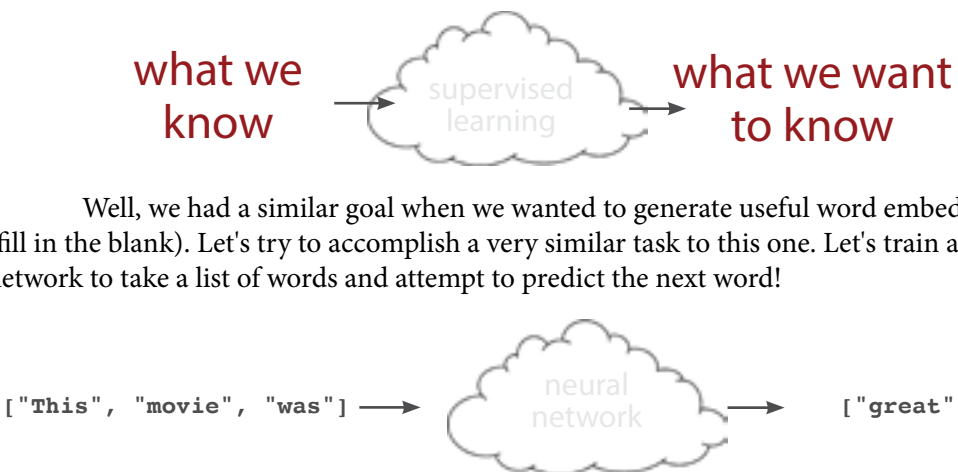 what we
know
supervised
learning
what we want
to know
Well, we had a similar goal when we wanted to generate useful word embed
fill in the blank). Let's try to accomplish a very similar task to this one. Let's train a
network to take a list of words and attempt to predict the next word!
["This", "movie", "was"]
neural
network
["great"